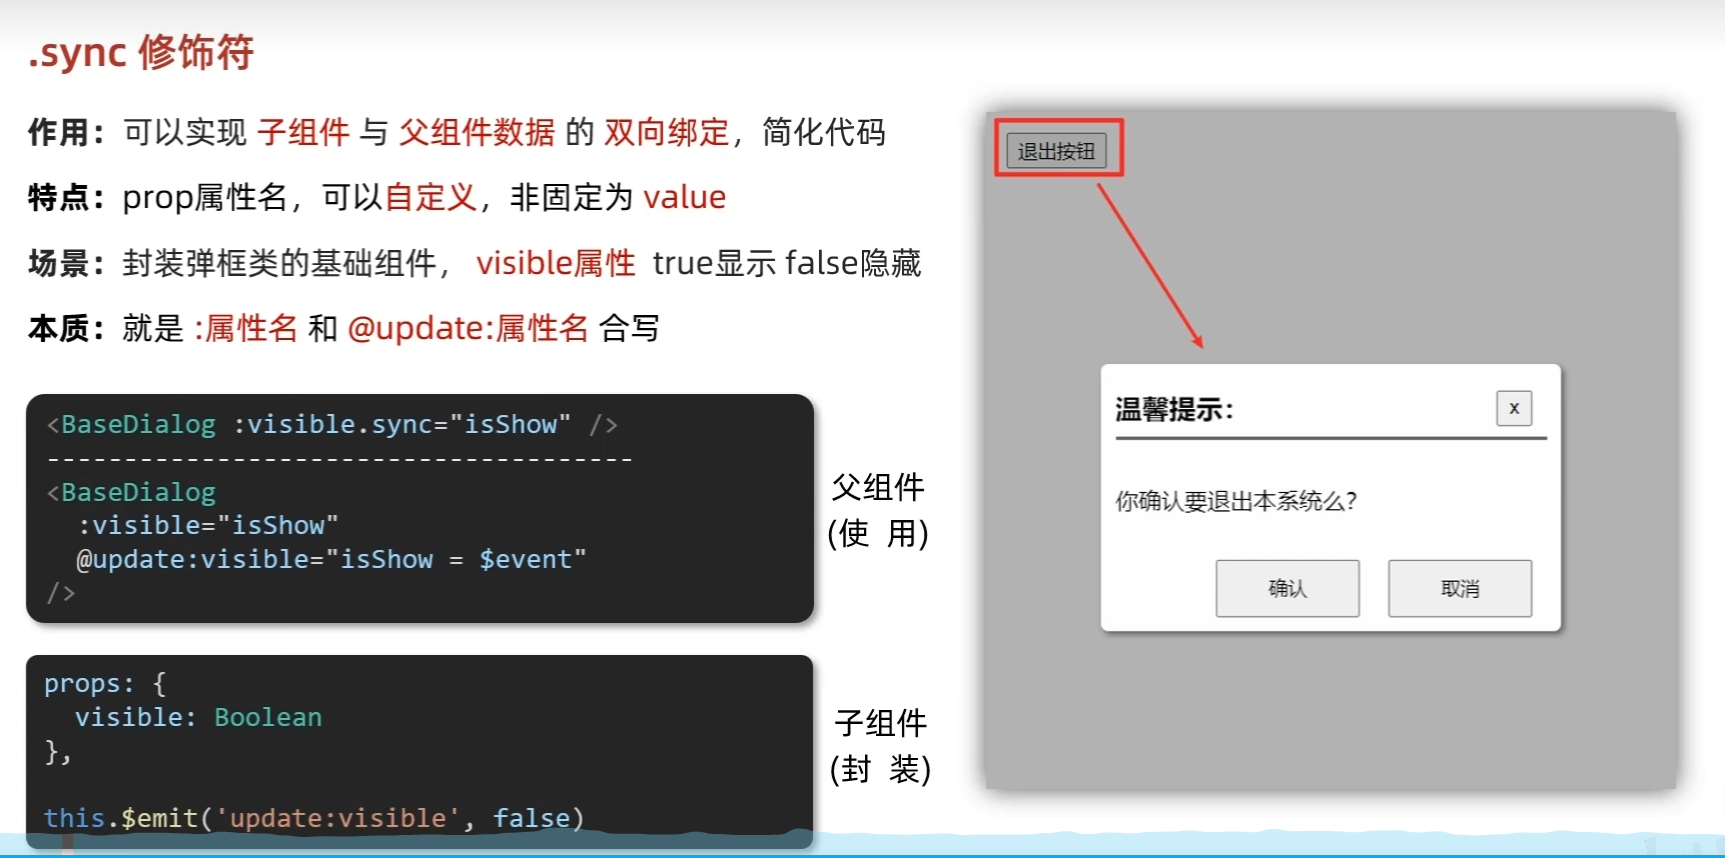 .sync 修饰符
作用：可以实现 子组件 与 父组件数据 的 双向绑定，简化代码
特点：prop属性名，可以自定义，非固定为 value
场景：封装弹框类的基础组件， visible属性 true显示 false隐藏
本质：就是 :属性名 和 @update:属性名 合写
<BaseDialog :visible.sync="isShow" />
--------------------------------------
<BaseDialog
  :visible="isShow"
  @update:visible="isShow = $event"
/>
父组件
(使 用)
props: {
  visible: Boolean
},
this.$emit('update:visible', false)
子组件
(封 装)
退出按钮
温馨提示：
x
你确认要退出本系统么？
确认
取消